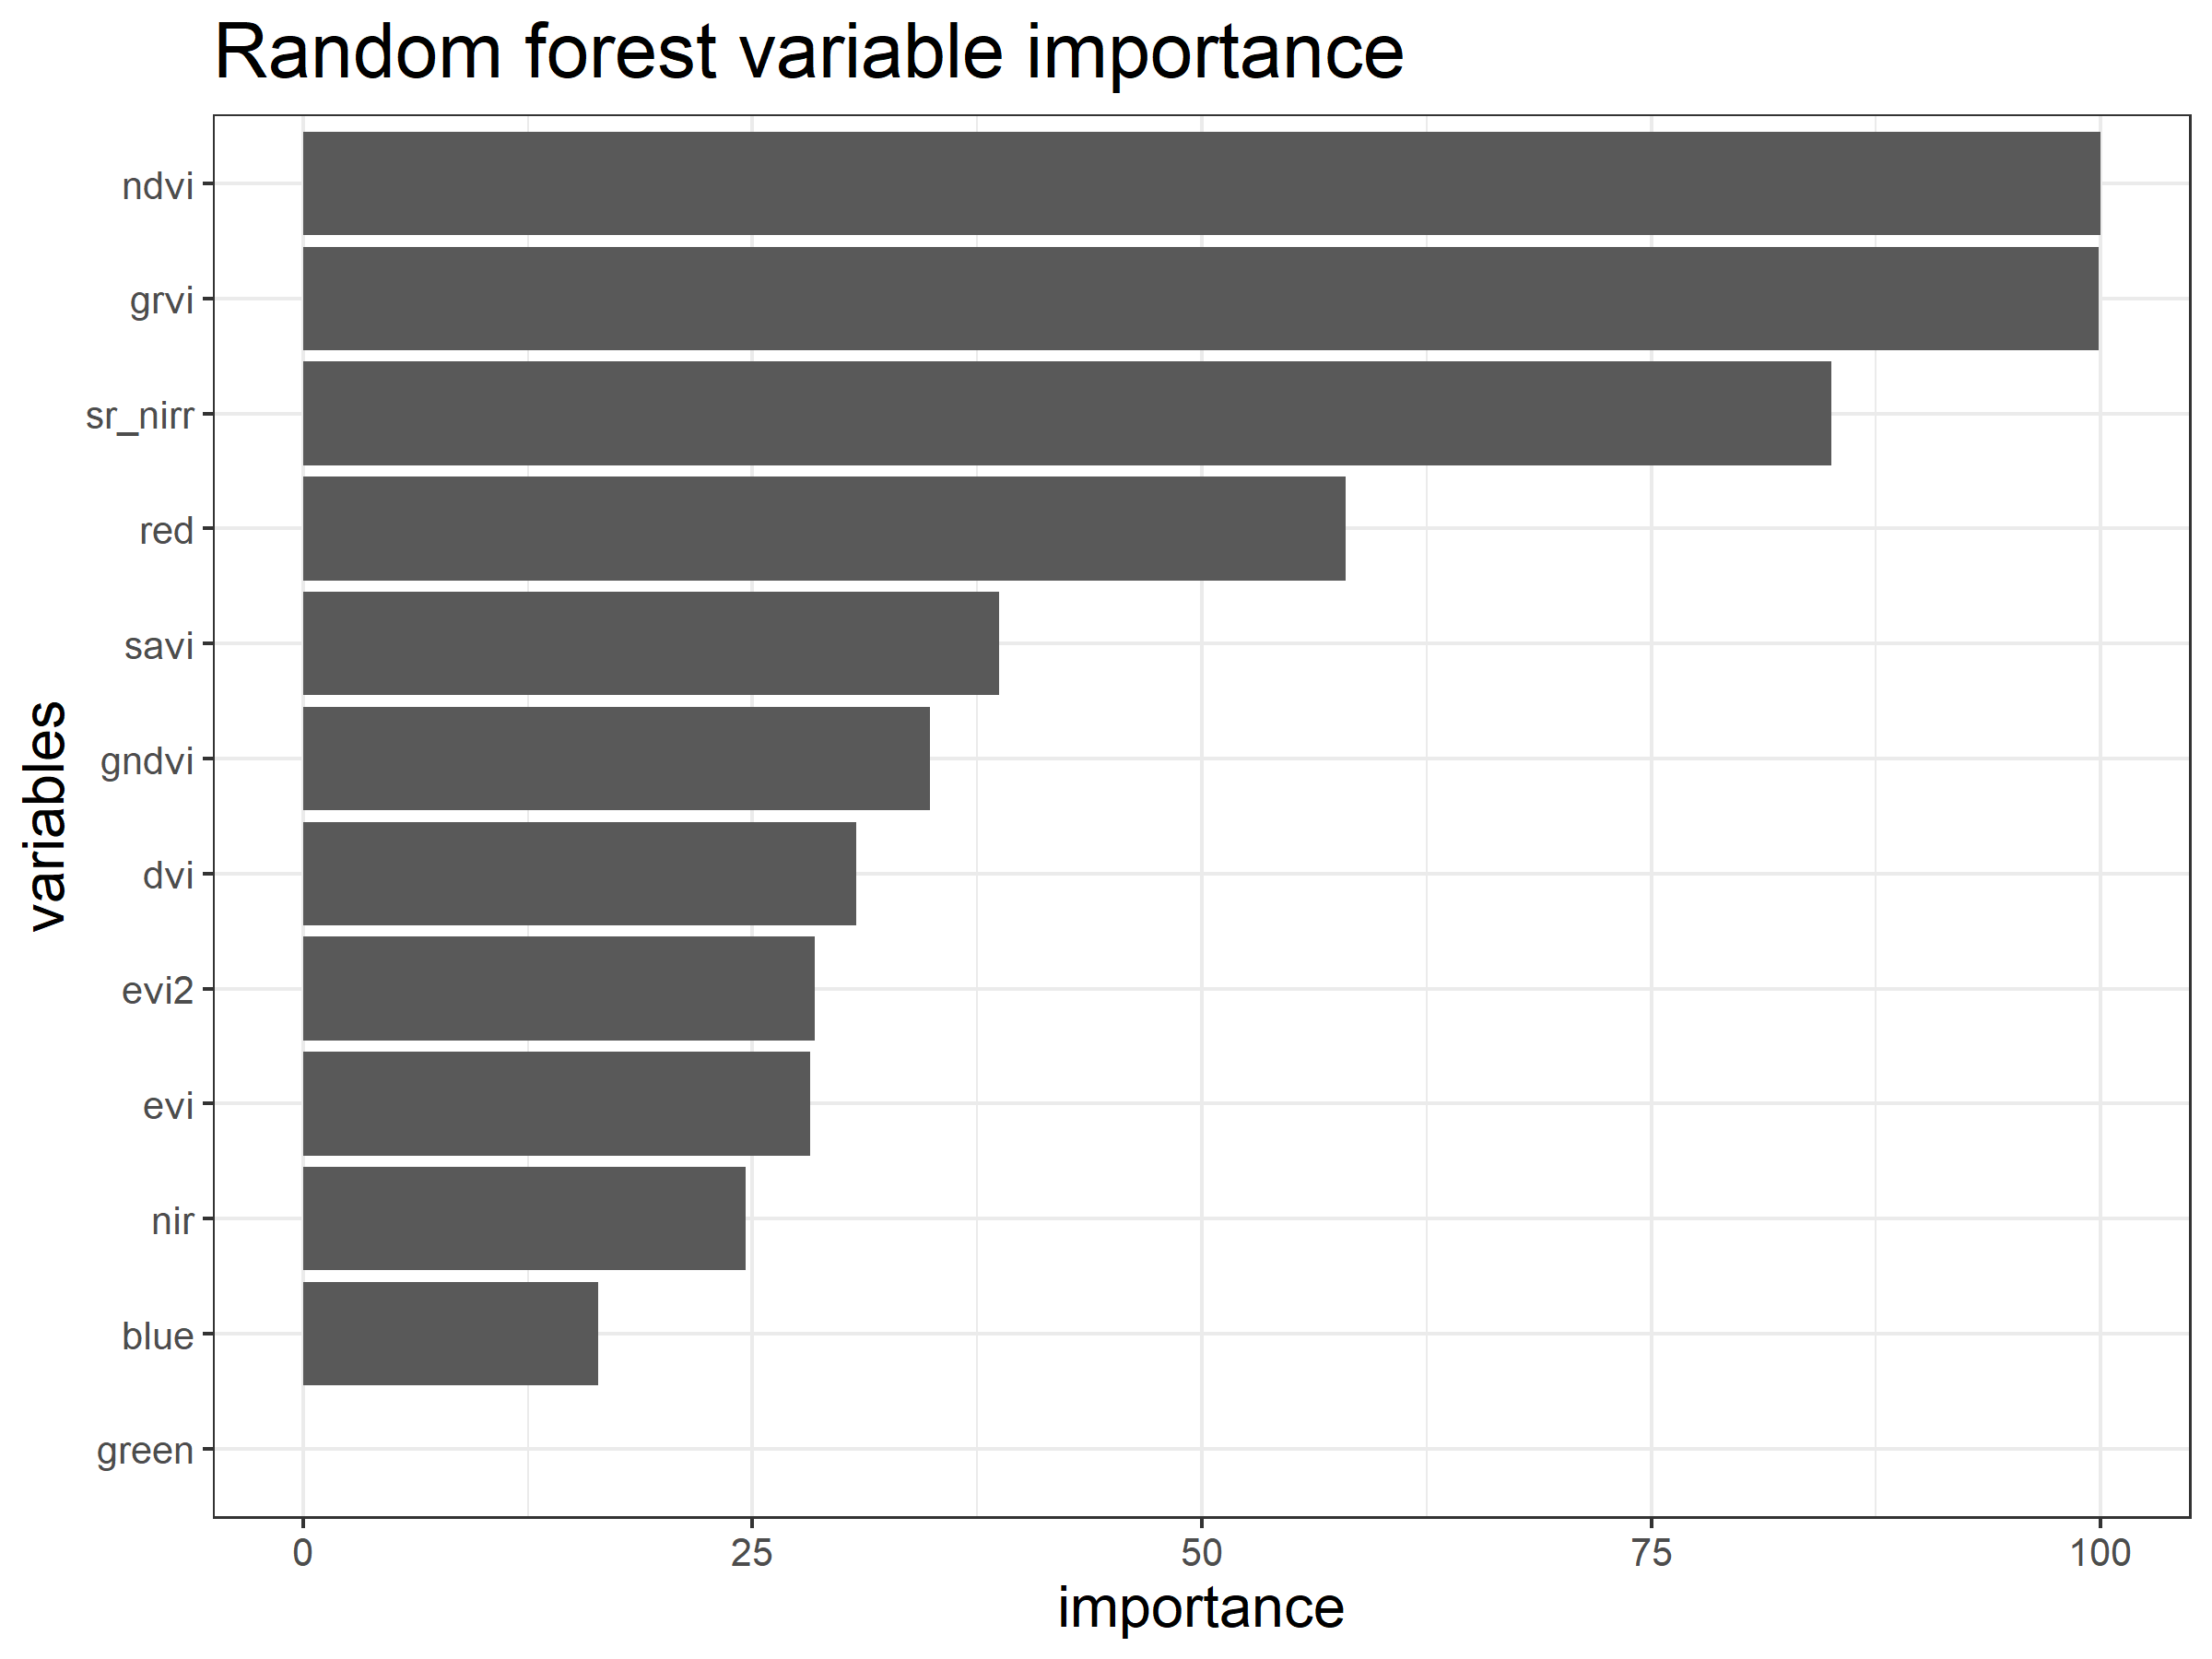 Random forest variable importance
ndvi
grvi
sr_nirr
red
savi
gndvi
dvi
evi2
evi
nir
blue
green
variables
0 25 50 75 100
importance